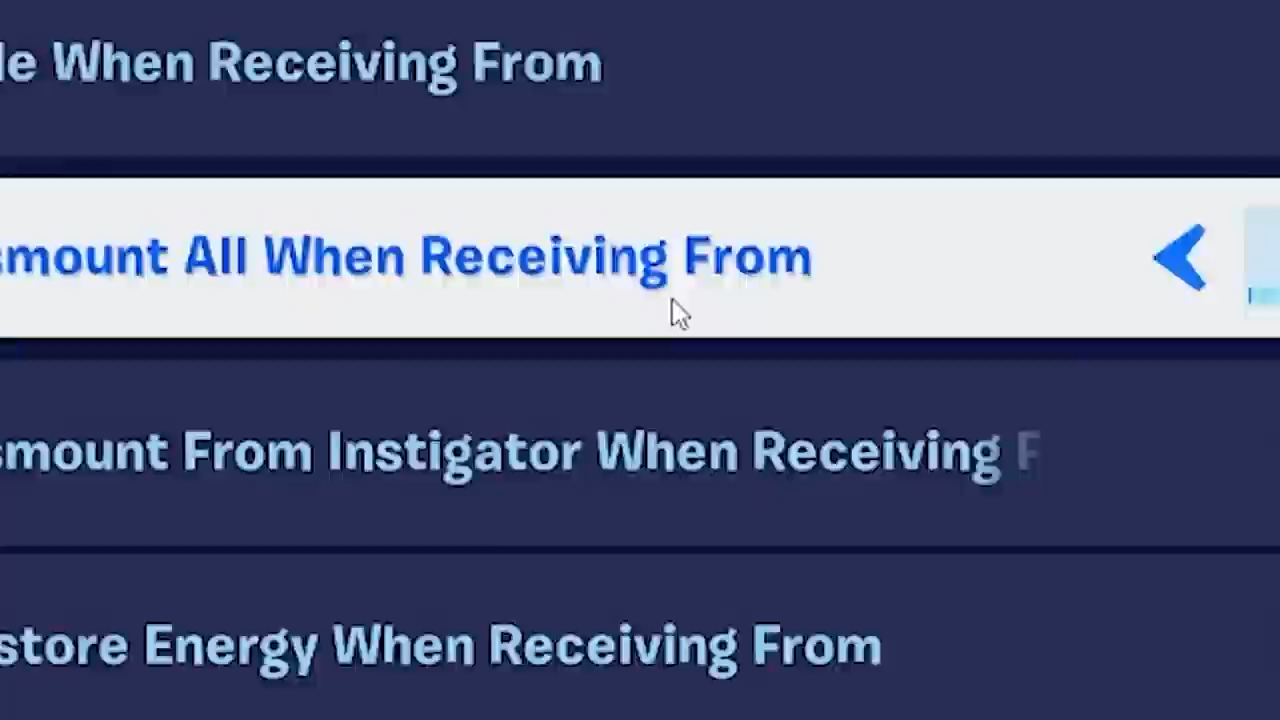 le When Receiving From
smount All When Receiving From
smount From Instigator When Receiving F
store Energy When Receiving From